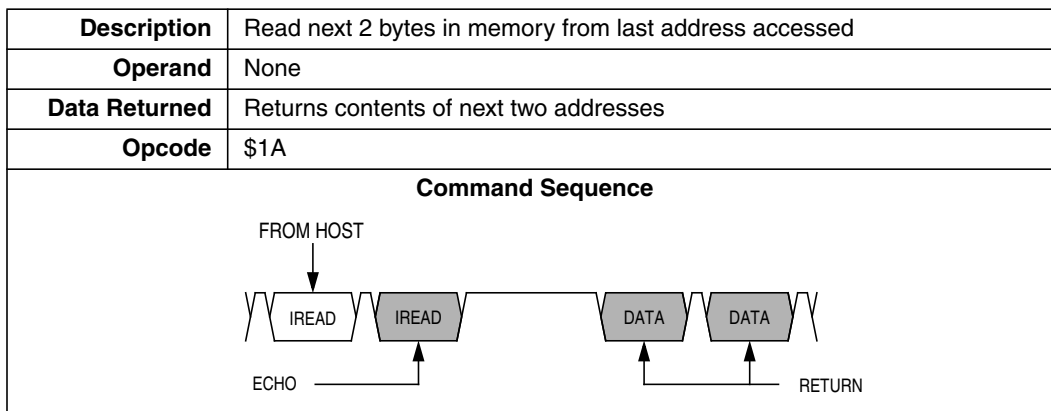 Description Read next 2 bytes in memory from last address accessed
Operand None
Data Returned Returns contents of next two addresses
Opcode $1A
Command Sequence
FROM HOST
IREAD IREAD DATA DATA
ECHO RETURN